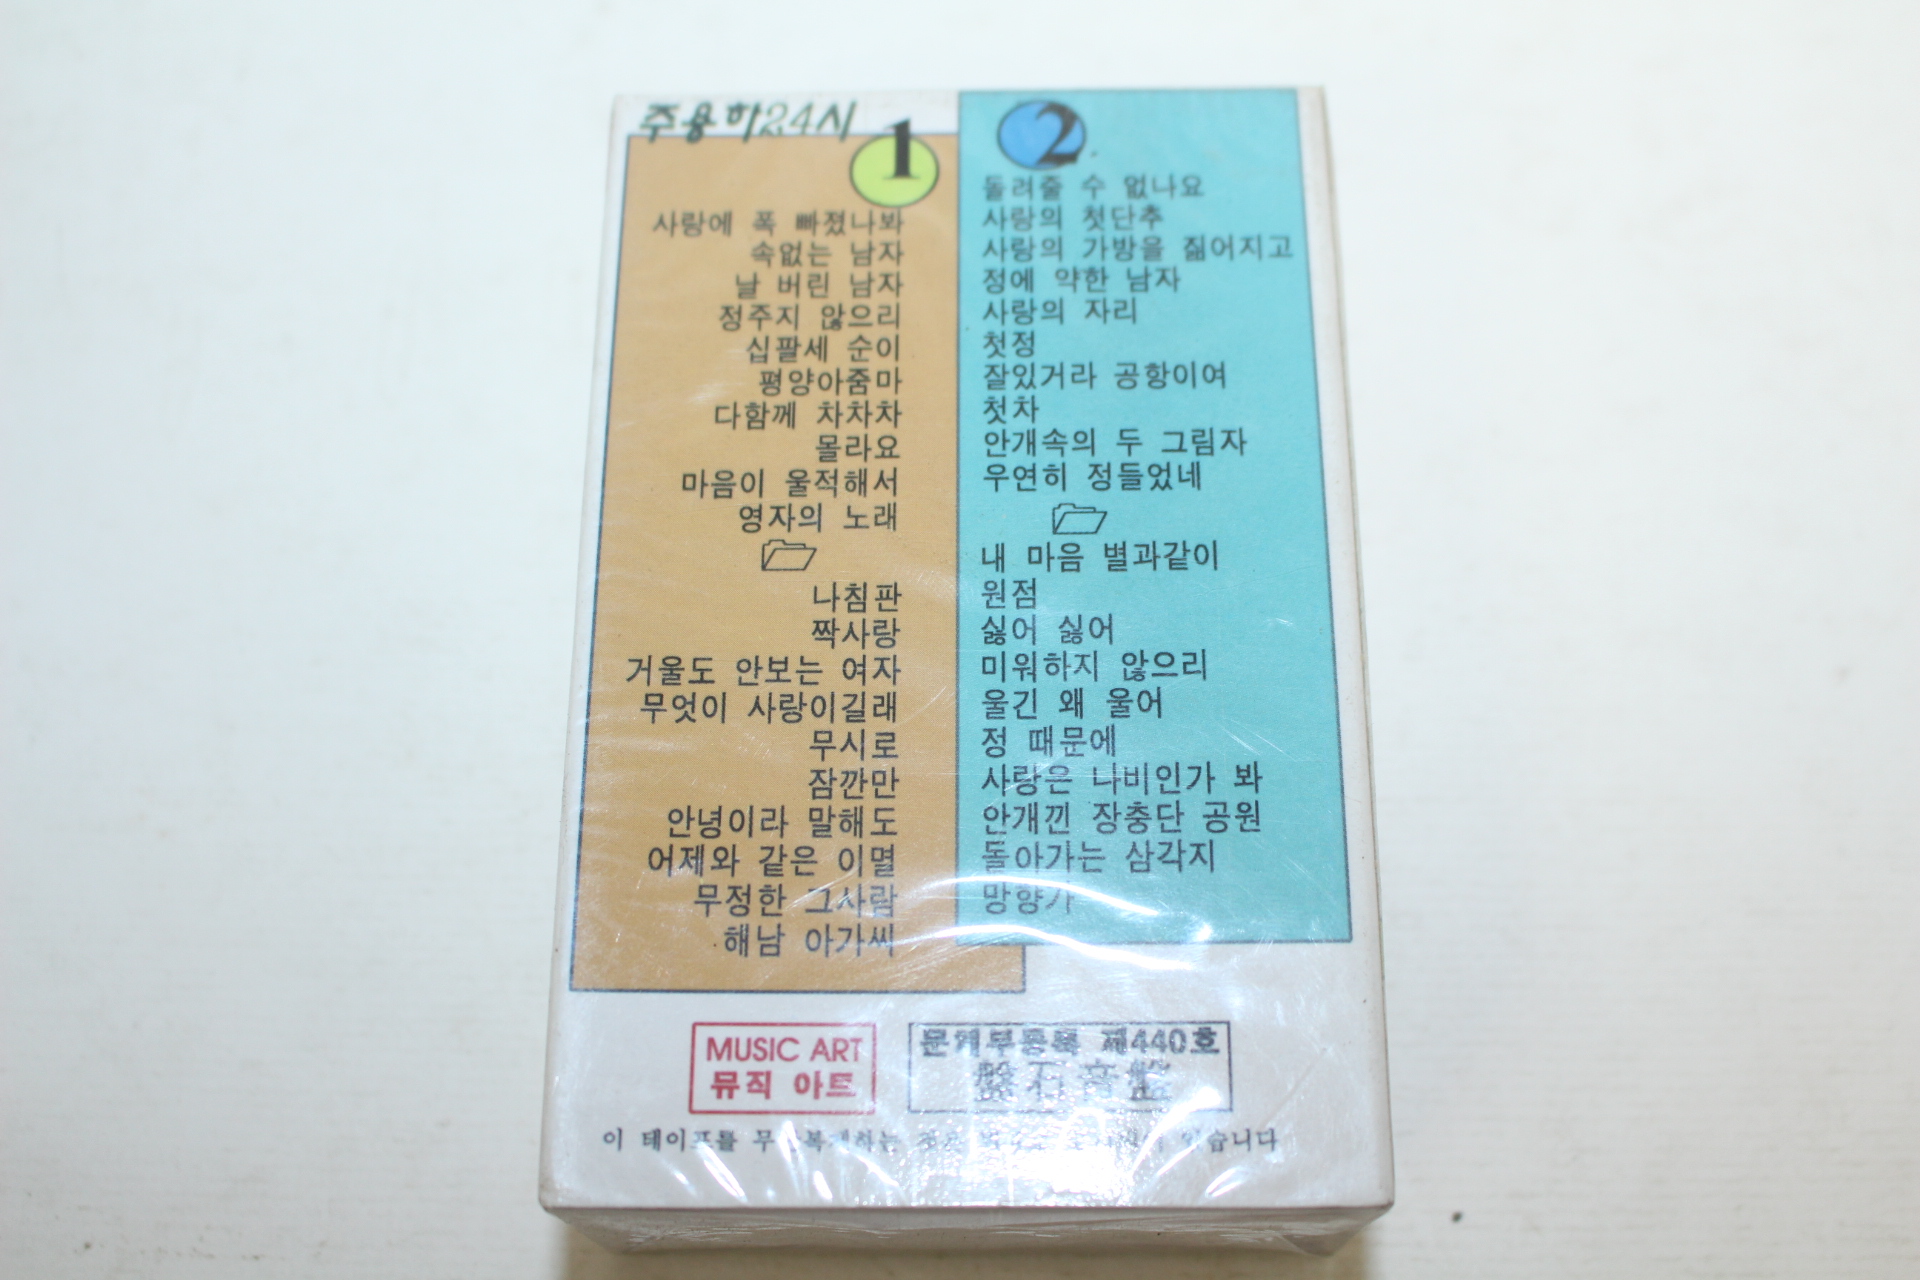 주용하24시
1
사랑에 폭 빠졌나봐
속없는 남자
날 버린 남자
정주지 않으리
십팔세 순이
평양아줌마
다함께 차차차
몰라요
마음이 울적해서
영자의 노래
나침판
짝사랑
거울도 안보는 여자
무엇이 사랑이길래
무시로
잠깐만
안녕이라 말해도
어제와 같은 이멸
무정한 그사람
해남 아가씨
2
돌려줄 수 없나요
사랑의 첫단추
사랑의 가방을 짊어지고
정에 약한 남자
사랑의 자리
첫정
잘있거라 공항이여
첫차
안개속의 두 그림자
우연히 정들었네
내 마음 별과같이
원점
싫어 싫어
미워하지 않으리
울긴 왜 울어
정 때문에
사랑은 나비인가 봐
안개낀 장충단 공원
돌아가는 삼각지
망향가
MUSIC ART
뮤직 아트
제440호
이 테이프를